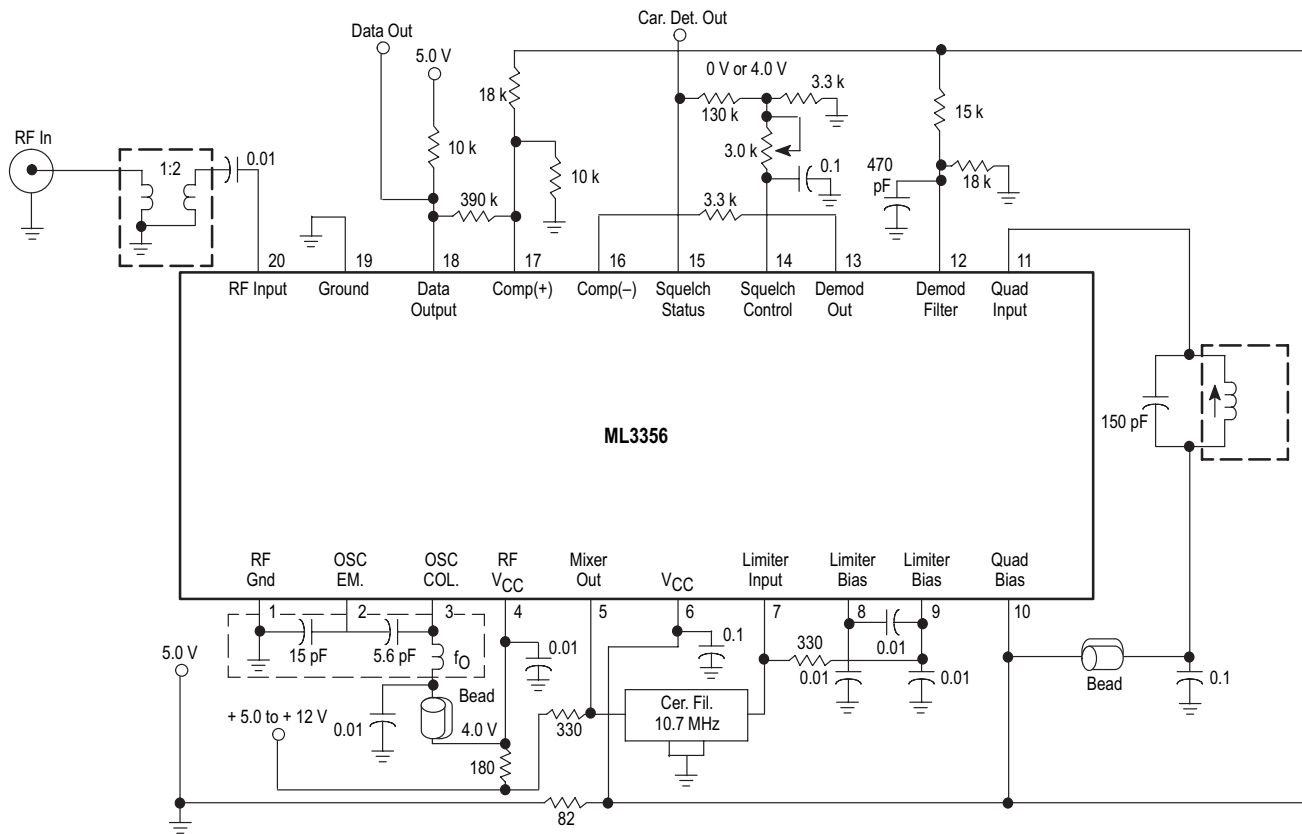 Car. Det. Out
Data Out
5.0 V
0 V or 4.0 V
3.3 k
18 k
130 k
15 k
RF In
1:2
0.01
10 k
3.0 k
0.1
470
pF
10 k
18 k
390 k
3.3 k
20 19 18 17 16 15 14 13 12 11
RF Input
Ground
Data
Output
Comp(+)
Comp(–)
Squelch
Status
Squelch
Control
Demod
Out
Demod
Filter
Quad
Input
150 pF
ML3356
RF
Gnd
OSC
EM.
OSC
COL.
RF
VCC
Mixer
Out
VCC
Limiter
Input
Limiter
Bias
Limiter
Bias
Quad
Bias
1 2 3 4 5 6 7 8 9 10
15 pF
5.6 pF
fO
0.01
0.1
330
0.01
0.01
0.01
5.0 V
Bead
Bead
0.1
+ 5.0 to + 12 V
0.01
4.0 V
330
Cer. Fil.
10.7 MHz
180
82